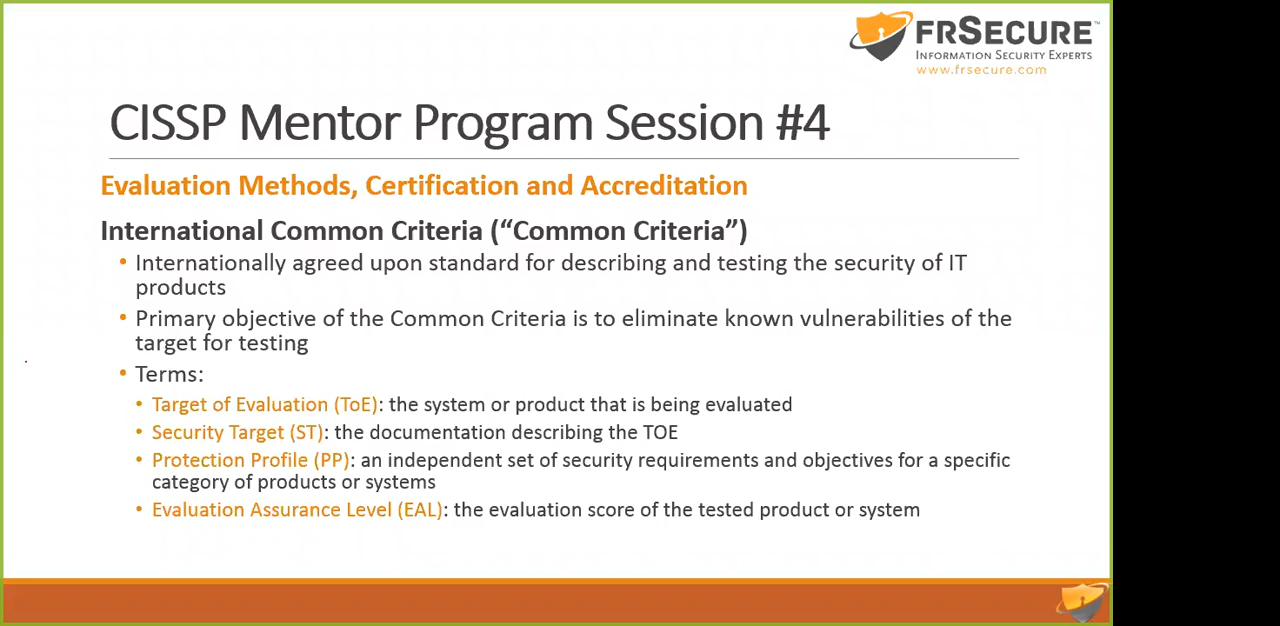 FRSECURE™
INFORMATION SECURITY EXPERTS
www.frsecure.com
CISSP Mentor Program Session #4
Evaluation Methods, Certification and Accreditation
International Common Criteria (“Common Criteria”)
• Internationally agreed upon standard for describing and testing the security of IT
products
• Primary objective of the Common Criteria is to eliminate known vulnerabilities of the
target for testing
• Terms:
• Target of Evaluation (ToE): the system or product that is being evaluated
• Security Target (ST): the documentation describing the TOE
• Protection Profile (PP): an independent set of security requirements and objectives for a specific
category of products or systems
• Evaluation Assurance Level (EAL): the evaluation score of the tested product or system